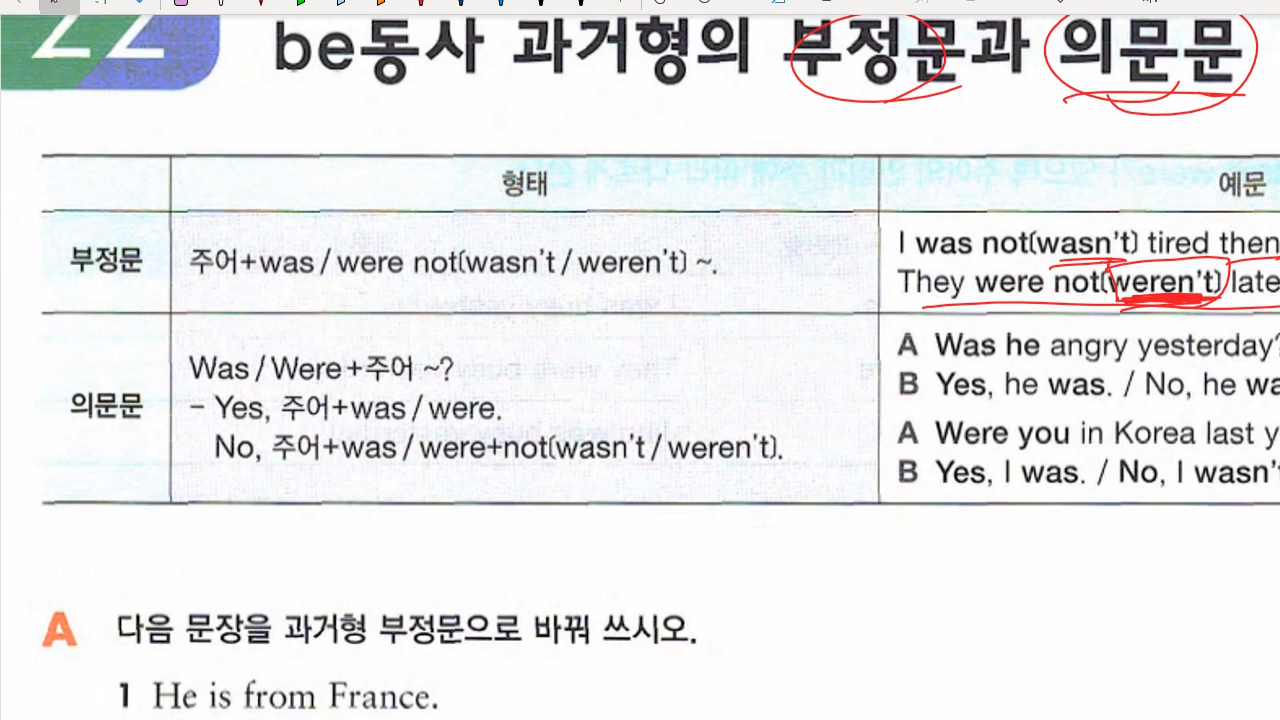 22
be동사 과거형의 부정문과 의문문
형태
예문
부정문
주어+was/were not(wasn't/weren't) ~.
I was not(wasn't) tired then
They were not(weren't) late
의문문
Was/Were+주어 ~?
- Yes, 주어+was/were.
No, 주어+was/were+not(wasn't/weren't).
A Was he angry yesterday?
B Yes, he was. / No, he wa
A Were you in Korea last y
B Yes, I was. / No, I wasn't
A 다음 문장을 과거형 부정문으로 바꿔 쓰시오.
1 He is from France.